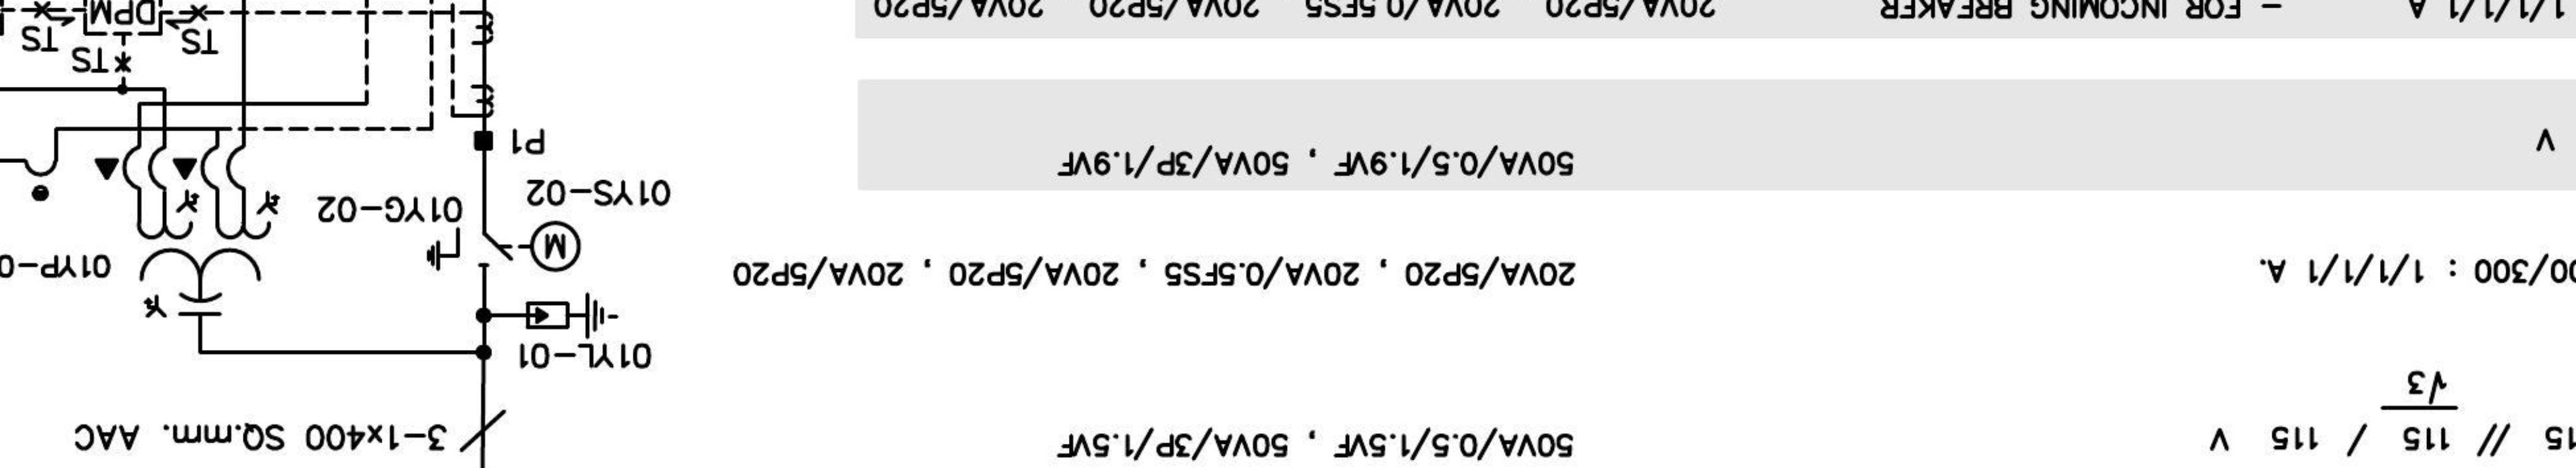 15 // 115 / 115 V
√3
50VA/0.5/1.5VF , 50VA/3P/1.5VF
3-1x400 SQ.mm. AAC
01YL-01
00/300 : 1/1/1/1 A.
20VA/5P20 , 20VA/0.5FS5 , 20VA/5P20 , 20VA/5P20
M
01YP-0
01YS-02
01YG-02
V
50VA/0.5/1.9VF , 50VA/3P/1.9VF
P1
TS
TS
TS
1/1/1/1 A
- FOR INCOMING BREAKER
20VA/5P20 , 20VA/0.5FS5 , 20VA/5P20 , 20VA/5P20
DPM